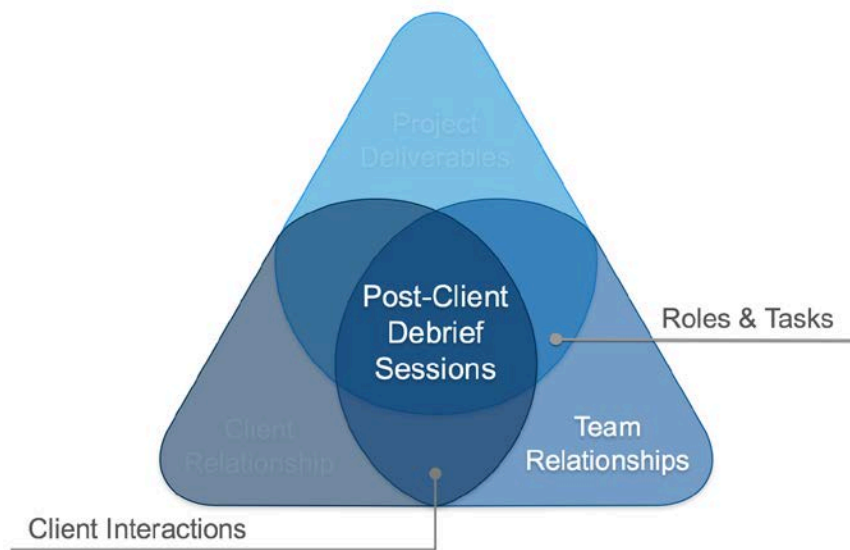 Project
Deliverables
Post-Client
Debrief
Sessions
Roles & Tasks
Client
Relationship
Team
Relationships
Client Interactions